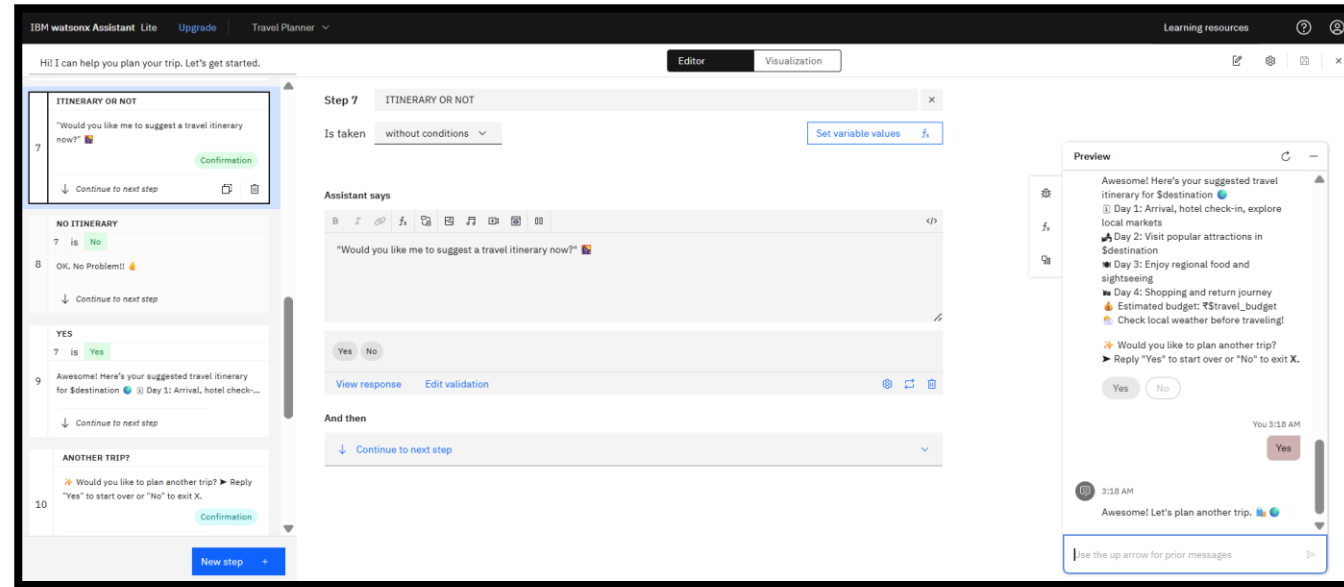 IBM watsonx Assistant Lite Upgrade Travel Planner
Learning resources
Hi! I can help you plan your trip. Let's get started.
Editor Visualization
ITINERARY OR NOT
"Would you like me to suggest a travel itinerary
now?" 🌇
7
Confirmation
↓ Continue to next step
NO ITINERARY
7 is No
8
OK. No Problem!! 👍
↓ Continue to next step
YES
7 is Yes
9
Awesome! Here's your suggested travel itinerary
for $destination 🌍 🗓 Day 1: Arrival, hotel check-...
↓ Continue to next step
ANOTHER TRIP?
✨ Would you like to plan another trip? ➤ Reply
"Yes" to start over or "No" to exit X.
10
Confirmation
New step +
Step 7 ITINERARY OR NOT ×
Is taken without conditions
Set variable values fx
Assistant says
B I fx </>
"Would you like me to suggest a travel itinerary now?" 🌇
Yes No
View response Edit validation
And then
↓ Continue to next step
Preview
Awesome! Here's your suggested travel
itinerary for $destination 🌍
🗓 Day 1: Arrival, hotel check-in, explore
local markets
🏞 Day 2: Visit popular attractions in
$destination
🍽 Day 3: Enjoy regional food and
sightseeing
🛍 Day 4: Shopping and return journey
💰 Estimated budget: ₹$travel_budget
🌦 Check local weather before traveling!
✨ Would you like to plan another trip?
➤ Reply "Yes" to start over or "No" to exit X.
Yes No
You 3:18 AM
Yes
3:18 AM
Awesome! Let's plan another trip. 🧳 🌍
Use the up arrow for prior messages